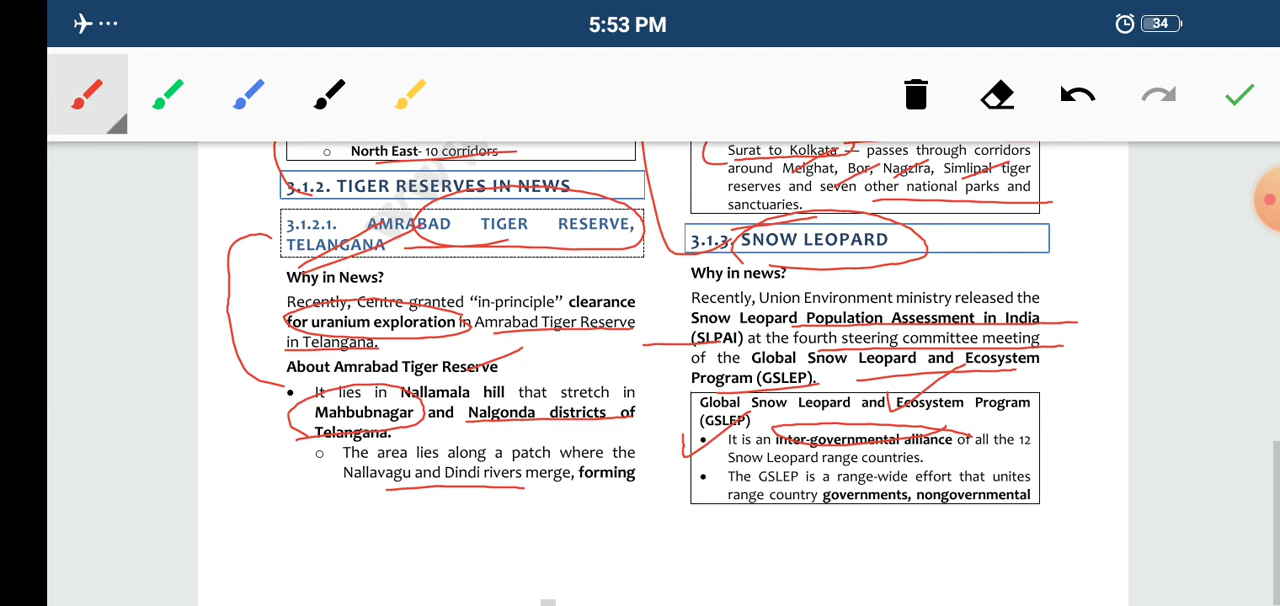 5:53 PM
34
○ North East- 10 corridors
3.1.2. TIGER RESERVES IN NEWS
3.1.2.1. AMRABAD TIGER RESERVE,
TELANGANA
Why in News?
Recently, Centre granted “in-principle” clearance
for uranium exploration in Amrabad Tiger Reserve
in Telangana.
About Amrabad Tiger Reserve
• It lies in Nallamala hill that stretch in
Mahbubnagar and Nalgonda districts of
Telangana.
○ The area lies along a patch where the
Nallavagu and Dindi rivers merge, forming
Surat to Kolkata — passes through corridors
around Melghat, Bor, Nagzira, Simlipal tiger
reserves and seven other national parks and
sanctuaries.
3.1.3. SNOW LEOPARD
Why in news?
Recently, Union Environment ministry released the
Snow Leopard Population Assessment in India
(SLPAI) at the fourth steering committee meeting
of the Global Snow Leopard and Ecosystem
Program (GSLEP).
Global Snow Leopard and Ecosystem Program
(GSLEP)
• It is an inter-governmental alliance of all the 12
Snow Leopard range countries.
• The GSLEP is a range-wide effort that unites
range country governments, nongovernmental